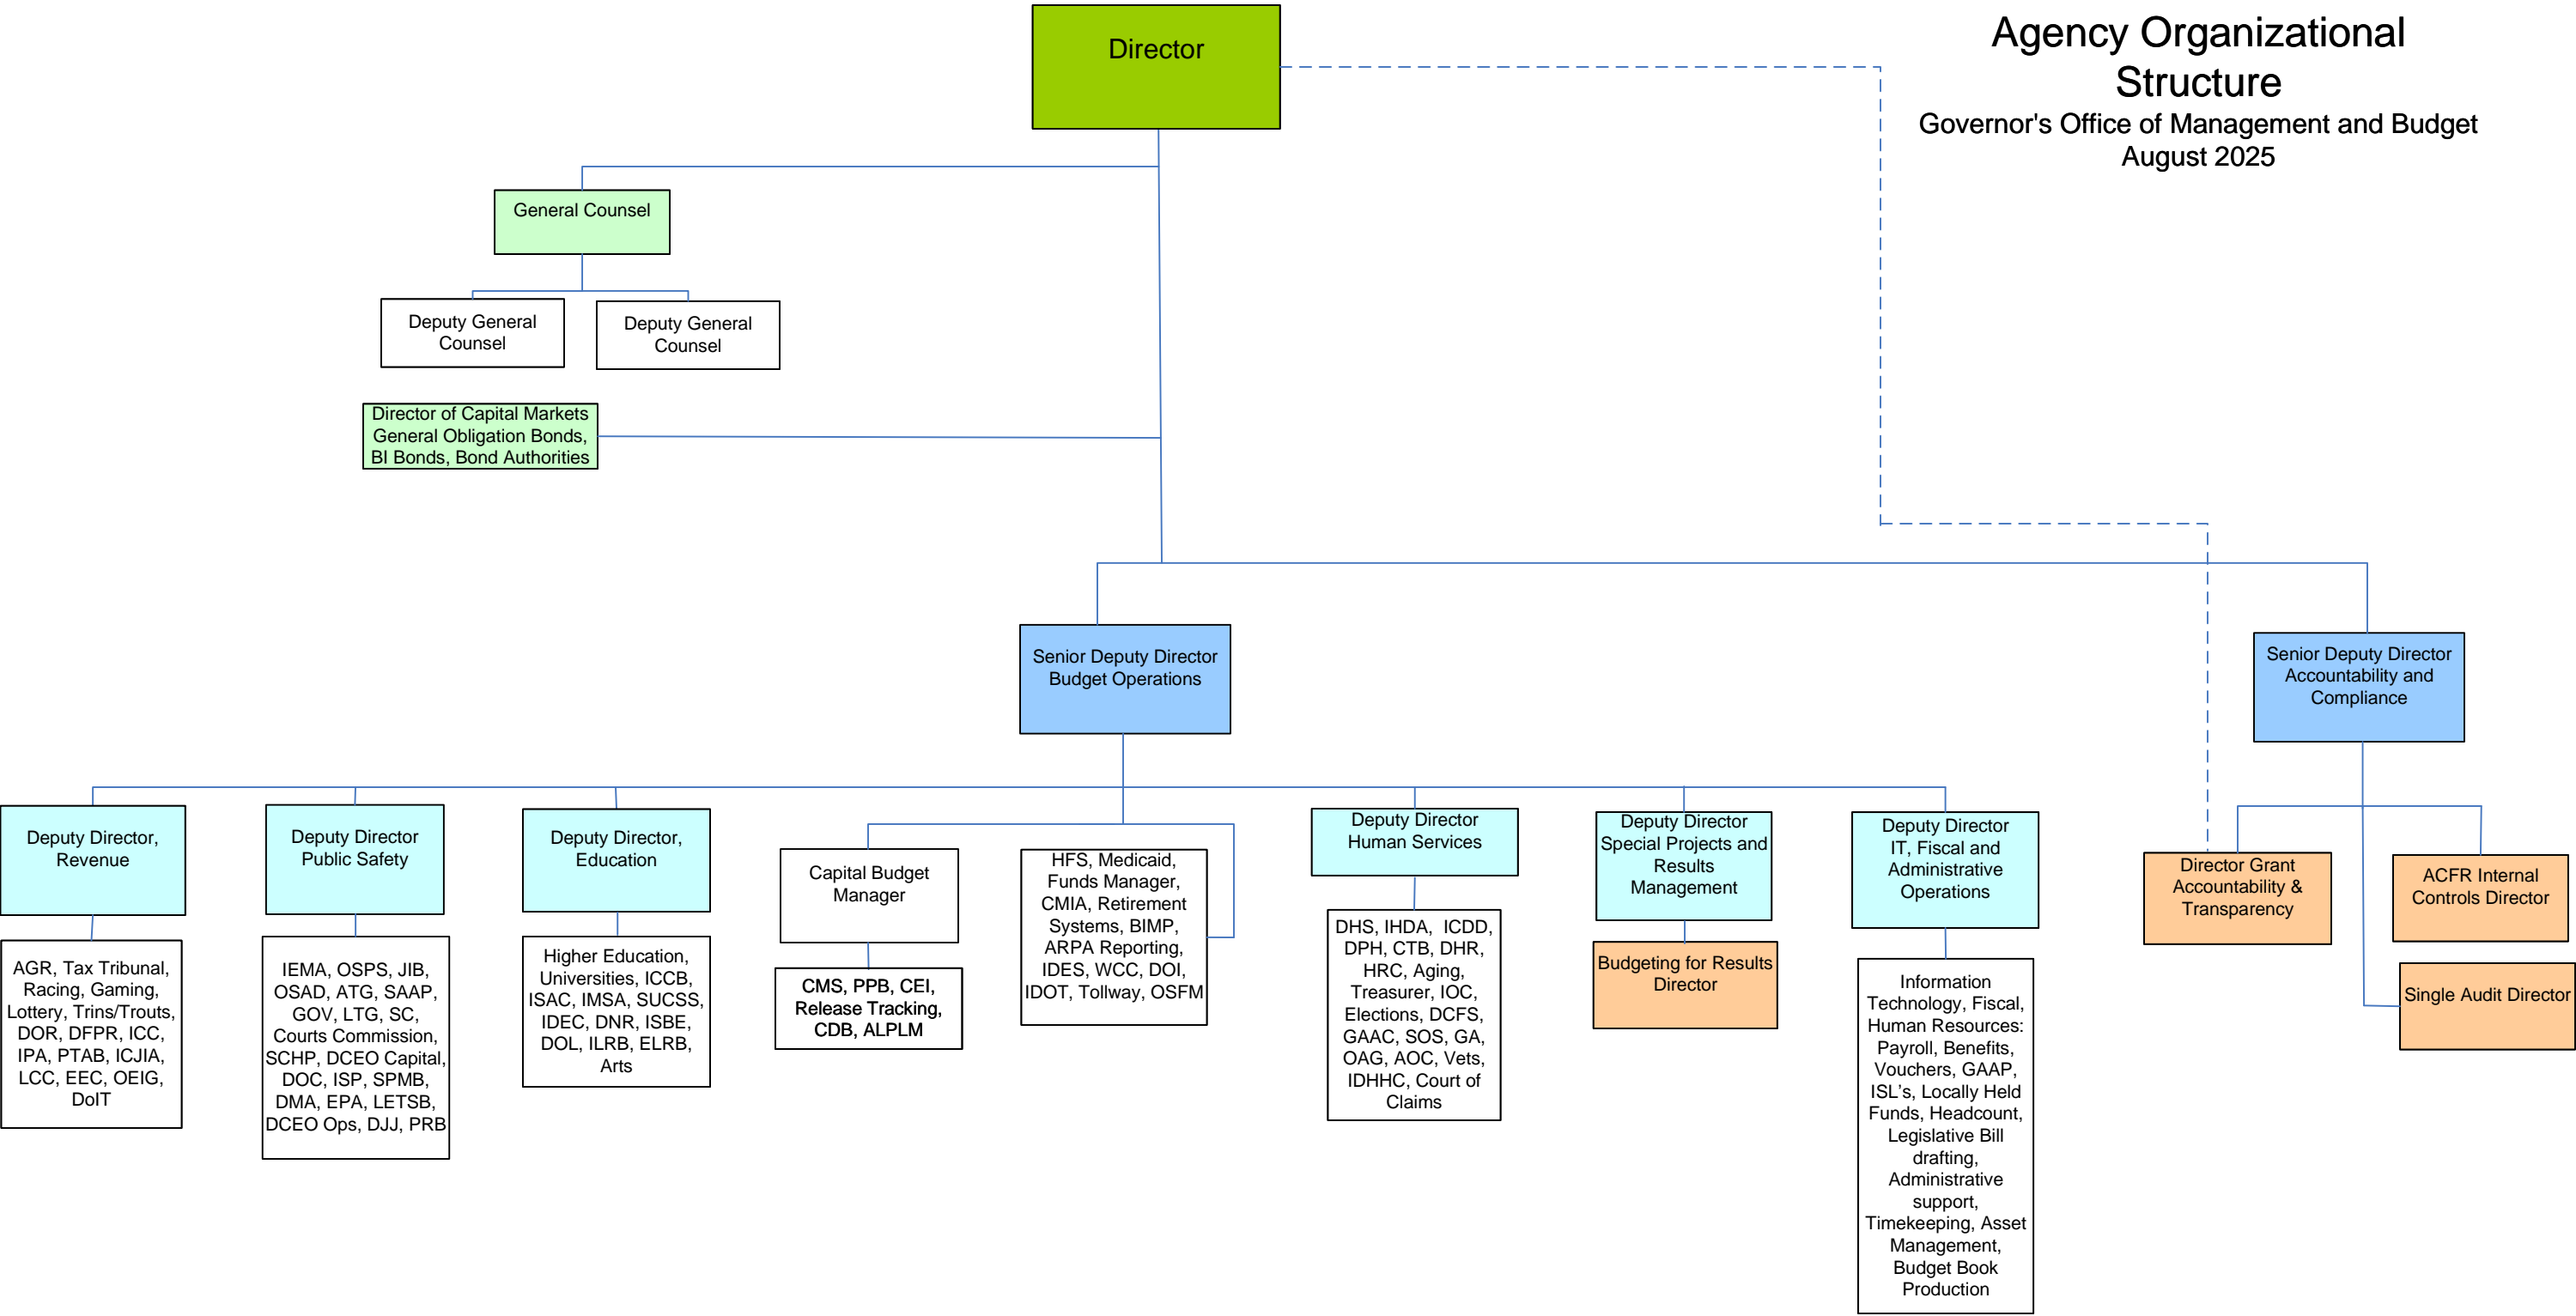 Director
Agency Organizational
Structure
Governor's Office of Management and Budget
August 2025
General Counsel
Deputy General
Counsel
Deputy General
Counsel
Director of Capital Markets
General Obligation Bonds,
BI Bonds, Bond Authorities
Senior Deputy Director
Budget Operations
Senior Deputy Director
Accountability and
Compliance
Deputy Director,
Revenue
AGR, Tax Tribunal,
Racing, Gaming,
Lottery, Trins/Trouts,
DOR, DFPR, ICC,
IPA, PTAB, ICJIA,
LCC, EEC, OEIG,
DoIT
Deputy Director
Public Safety
IEMA, OSPS, JIB,
OSAD, ATG, SAAP,
GOV, LTG, SC,
Courts Commission,
SCHP, DCEO Capital,
DOC, ISP, SPMB,
DMA, EPA, LETSB,
DCEO Ops, DJJ, PRB
Deputy Director,
Education
Higher Education,
Universities, ICCB,
ISAC, IMSA, SUCSS,
IDEC, DNR, ISBE,
DOL, ILRB, ELRB,
Arts
Capital Budget
Manager
CMS, PPB, CEI,
Release Tracking,
CDB, ALPLM
HFS, Medicaid,
Funds Manager,
CMIA, Retirement
Systems, BIMP,
ARPA Reporting,
IDES, WCC, DOI,
IDOT, Tollway, OSFM
Deputy Director
Human Services
DHS, IHDA, ICDD,
DPH, CTB, DHR,
HRC, Aging,
Treasurer, IOC,
Elections, DCFS,
GAAC, SOS, GA,
OAG, AOC, Vets,
IDHHC, Court of
Claims
Deputy Director
Special Projects and
Results
Management
Budgeting for Results
Director
Deputy Director
IT, Fiscal and
Administrative
Operations
Information
Technology, Fiscal,
Human Resources:
Payroll, Benefits,
Vouchers, GAAP,
ISL's, Locally Held
Funds, Headcount,
Legislative Bill
drafting,
Administrative
support,
Timekeeping, Asset
Management,
Budget Book
Production
Director Grant
Accountability &
Transparency
ACFR Internal
Controls Director
Single Audit Director